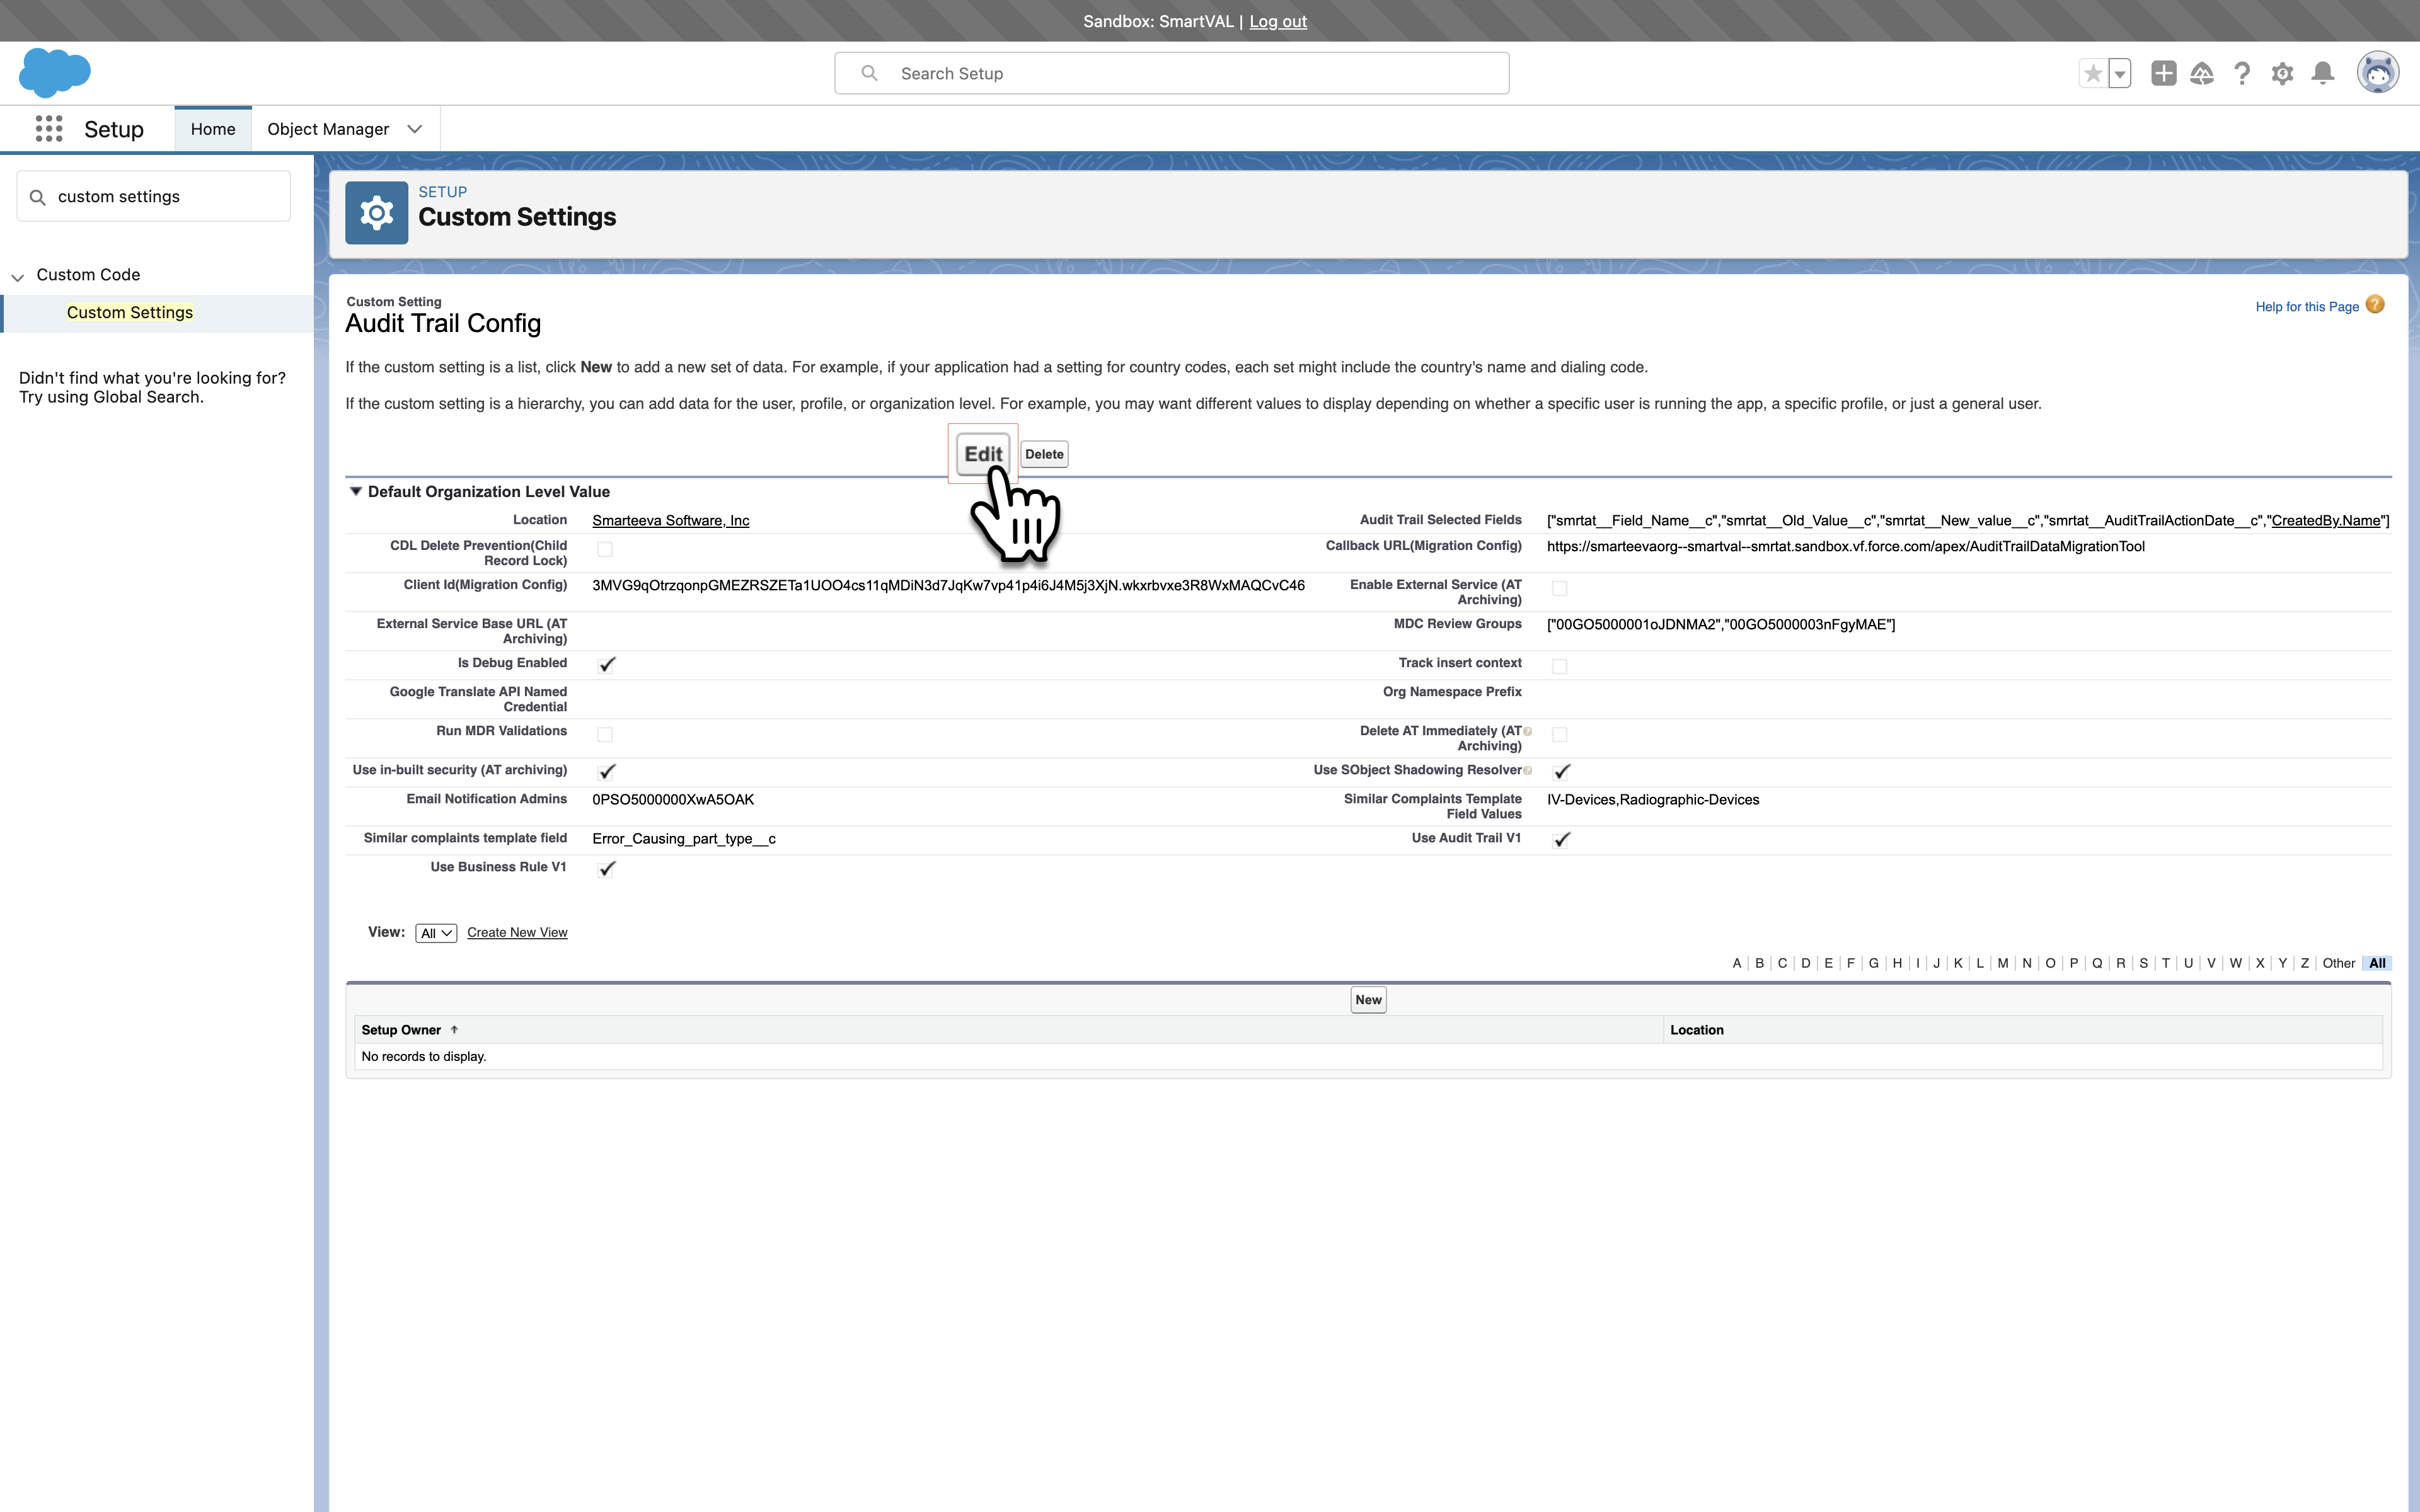 Sandbox: SmartVAL | Log out
Search Setup
Setup
Home
Object Manager
custom settings
Custom Code
Custom Settings
Didn't find what you're looking for?
Try using Global Search.
SETUP
Custom Settings
Custom Setting
Audit Trail Config
Help for this Page ?
If the custom setting is a list, click New to add a new set of data. For example, if your application had a setting for country codes, each set might include the country's name and dialing code.
If the custom setting is a hierarchy, you can add data for the user, profile, or organization level. For example, you may want different values to display depending on whether a specific user is running the app, a specific profile, or just a general user.
Edit Delete
Default Organization Level Value
Location Smarteeva Software, Inc
Audit Trail Selected Fields ["smrtat__Field_Name__c","smrtat__Old_Value__c","smrtat__New_value__c","smrtat__AuditTrailActionDate__c","CreatedBy.Name"]
CDL Delete Prevention(Child
Record Lock)
Callback URL(Migration Config) https://smarteevaorg--smartval--smrtat.sandbox.vf.force.com/apex/AuditTrailDataMigrationTool
Client Id(Migration Config) 3MVG9qOtrzqonpGMEZRSZETa1UOO4cs11qMDiN3d7JqKw7vp41p4i6J4M5j3XjN.wkxrbvxe3R8WxMAQCvC46
Enable External Service (AT
Archiving)
External Service Base URL (AT
Archiving)
MDC Review Groups ["00GO5000001oJDNMA2","00GO5000003nFgyMAE"]
Is Debug Enabled
Track insert context
Google Translate API Named
Credential
Org Namespace Prefix
Run MDR Validations
Delete AT Immediately (AT
Archiving)
Use in-built security (AT archiving)
Use SObject Shadowing Resolver
Email Notification Admins 0PSO5000000XwA5OAK
Similar Complaints Template
Field Values
IV-Devices,Radiographic-Devices
Similar complaints template field Error_Causing_part_type__c
Use Audit Trail V1
Use Business Rule V1
View: All Create New View
A | B | C | D | E | F | G | H | I | J | K | L | M | N | O | P | Q | R | S | T | U | V | W | X | Y | Z | Other | All
New
Setup Owner Location
No records to display.